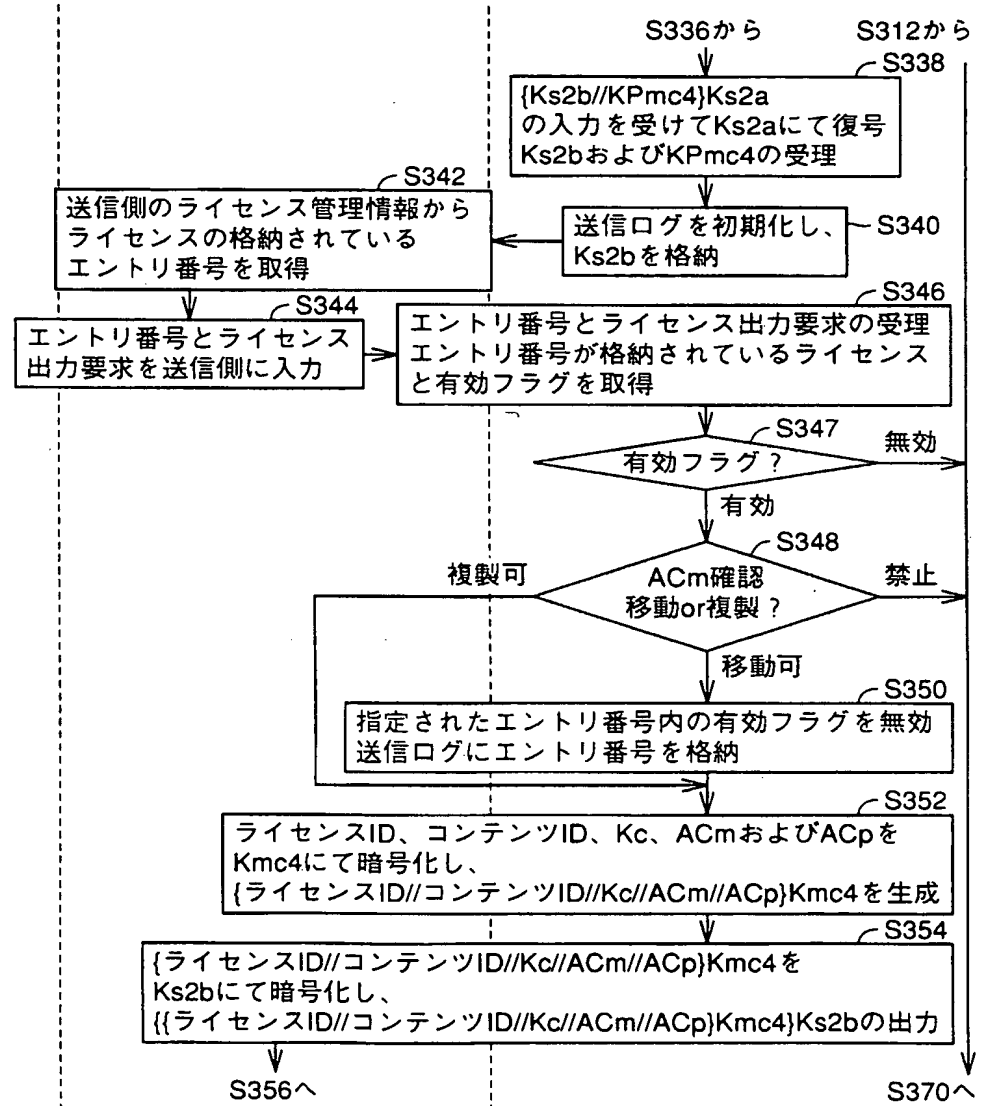 S336から
S312から
S338
{Ks2b//KPmc4}Ks2a
の入力を受けてKs2aにて復号
Ks2bおよびKPmc4の受理
S342
送信側のライセンス管理情報から
ライセンスの格納されている
エントリ番号を取得
S340
送信ログを初期化し、
Ks2bを格納
S344
エントリ番号とライセンス
出力要求を送信側に入力
S346
エントリ番号とライセンス出力要求の受理
エントリ番号が格納されているライセンス
と有効フラグを取得
S347
有効フラグ?
無効
有効
S348
ACm確認
移動or複製?
複製可
禁止
移動可
S350
指定されたエントリ番号内の有効フラグを無効
送信ログにエントリ番号を格納
S352
ライセンスID、コンテンツID、Kc、ACmおよびACpを
Kmc4にて暗号化し、
{ライセンスID//コンテンツID//Kc//ACm//ACp}Kmc4を生成
S354
{ライセンスID//コンテンツID//Kc//ACm//ACp}Kmc4を
Ks2bにて暗号化し、
{{ライセンスID//コンテンツID//Kc//ACm//ACp}Kmc4}Ks2bの出力
S356へ
S370へ